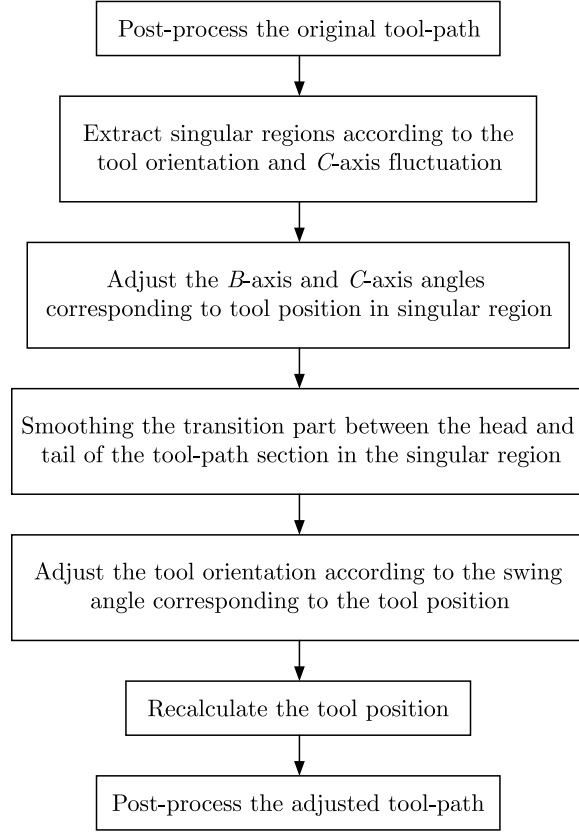 Post-process the original tool-path
Extract singular regions according to the
tool orientation and C-axis fluctuation
Adjust the B-axis and C-axis angles
corresponding to tool position in singular region
Smoothing the transition part between the head and
tail of the tool-path section in the singular region
Adjust the tool orientation according to the swing
angle corresponding to the tool position
Recalculate the tool position
Post-process the adjusted tool-path